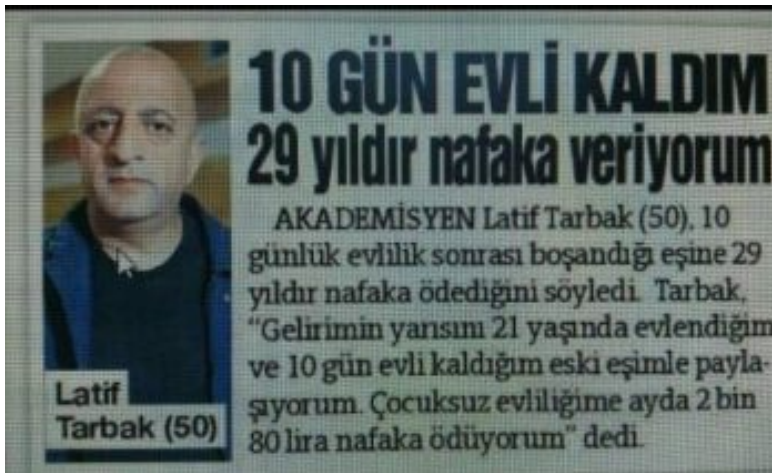 10 GÜN EVLİ KALDIM
29 yıldır nafaka veriyorum
AKADEMİSYEN Latif Tarbak (50), 10
günlük evlilik sonrası boşandığı eşine 29
yıldır nafaka ödediğini söyledi. Tarbak,
"Gelirimin yarısını 21 yaşında evlendiğim
ve 10 gün evli kaldığım eski eşimle payla-
şıyorum. Çocuksuz evliliğime ayda 2 bin
80 lira nafaka ödüyorum" dedi.
Latif
Tarbak (50)